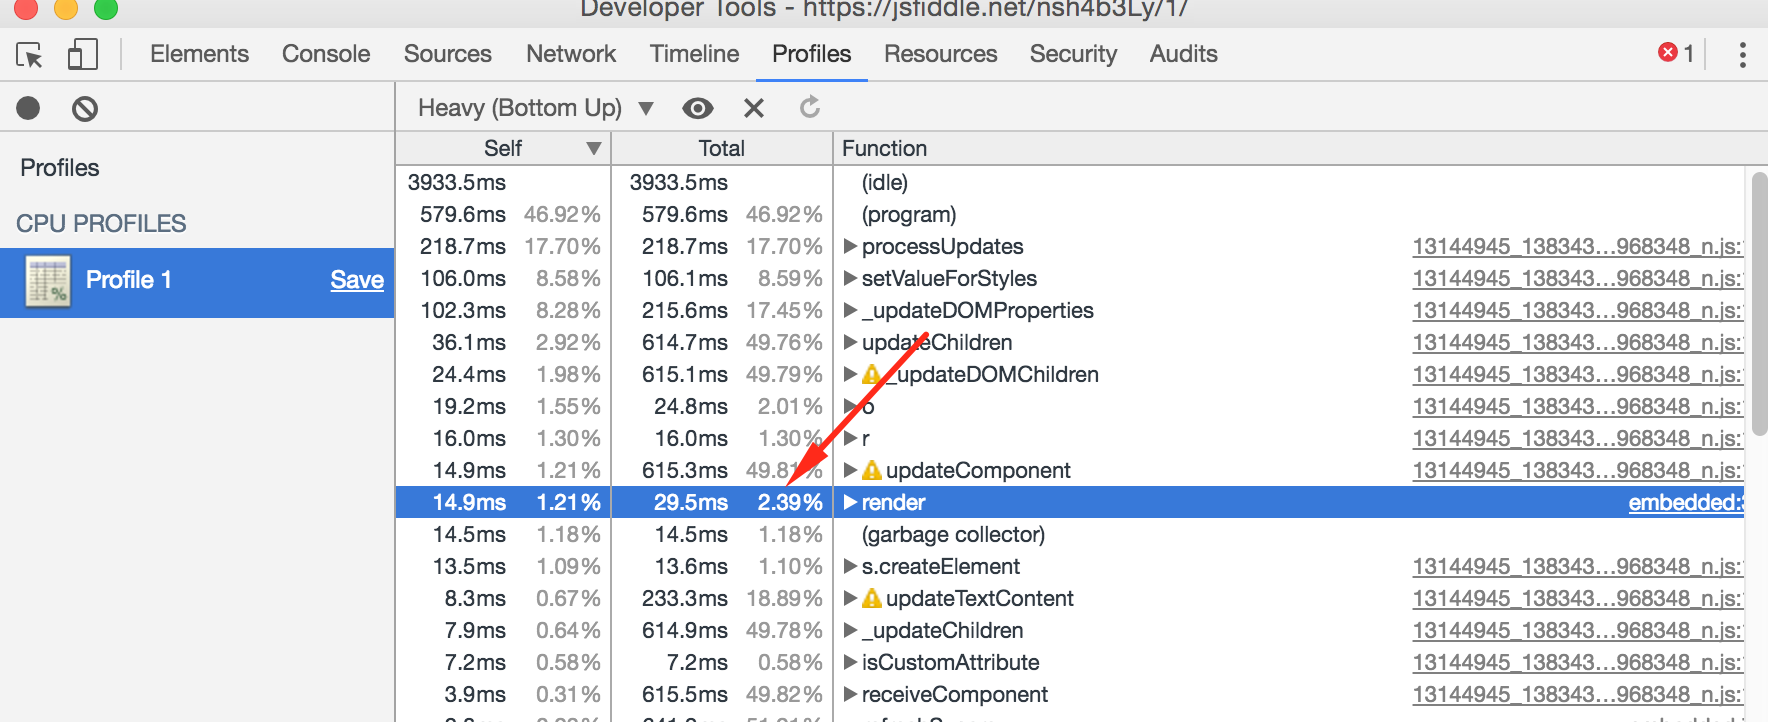 Developer Tools - https://jsfiddle.net/nsh4b3Ly/1/
Elements Console Sources Network Timeline Profiles Resources Security Audits 1
Heavy (Bottom Up)
Profiles
CPU PROFILES
Profile 1 Save
Self Total Function
3933.5ms 3933.5ms (idle)
579.6ms 46.92% 579.6ms 46.92% (program)
218.7ms 17.70% 218.7ms 17.70% processUpdates 13144945_138343…968348_n.js:
106.0ms 8.58% 106.1ms 8.59% setValueForStyles 13144945_138343…968348_n.js:
102.3ms 8.28% 215.6ms 17.45% _updateDOMProperties 13144945_138343…968348_n.js:
36.1ms 2.92% 614.7ms 49.76% updateChildren 13144945_138343…968348_n.js:
24.4ms 1.98% 615.1ms 49.79% _updateDOMChildren 13144945_138343…968348_n.js:
19.2ms 1.55% 24.8ms 2.01% o 13144945_138343…968348_n.js:
16.0ms 1.30% 16.0ms 1.30% r 13144945_138343…968348_n.js:
14.9ms 1.21% 615.3ms 49.81% updateComponent 13144945_138343…968348_n.js:
14.9ms 1.21% 29.5ms 2.39% render embedded:
14.5ms 1.18% 14.5ms 1.18% (garbage collector)
13.5ms 1.09% 13.6ms 1.10% s.createElement 13144945_138343…968348_n.js:
8.3ms 0.67% 233.3ms 18.89% updateTextContent 13144945_138343…968348_n.js:
7.9ms 0.64% 614.9ms 49.78% _updateChildren 13144945_138343…968348_n.js:
7.2ms 0.58% 7.2ms 0.58% isCustomAttribute 13144945_138343…968348_n.js:
3.9ms 0.31% 615.5ms 49.82% receiveComponent 13144945_138343…968348_n.js: